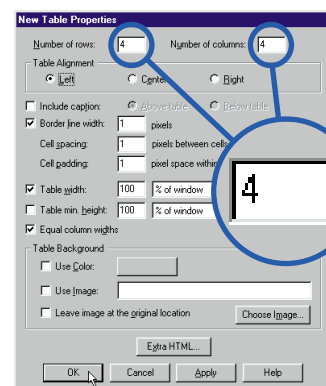 New Table Properties
Number of rows: 4 Number of columns: 4
Table Alignment
Left Center Right
Include caption: Above table Below table
Border line width: 1 pixels
Cell spacing: 1 pixels between cells
Cell padding: 1 pixel space within
4
Table width: 100 % of window
Table min. height: 100 % of window
Equal column widths
Table Background
Use Color:
Use Image:
Leave image at the original location Choose Image...
Extra HTML...
OK Cancel Apply Help